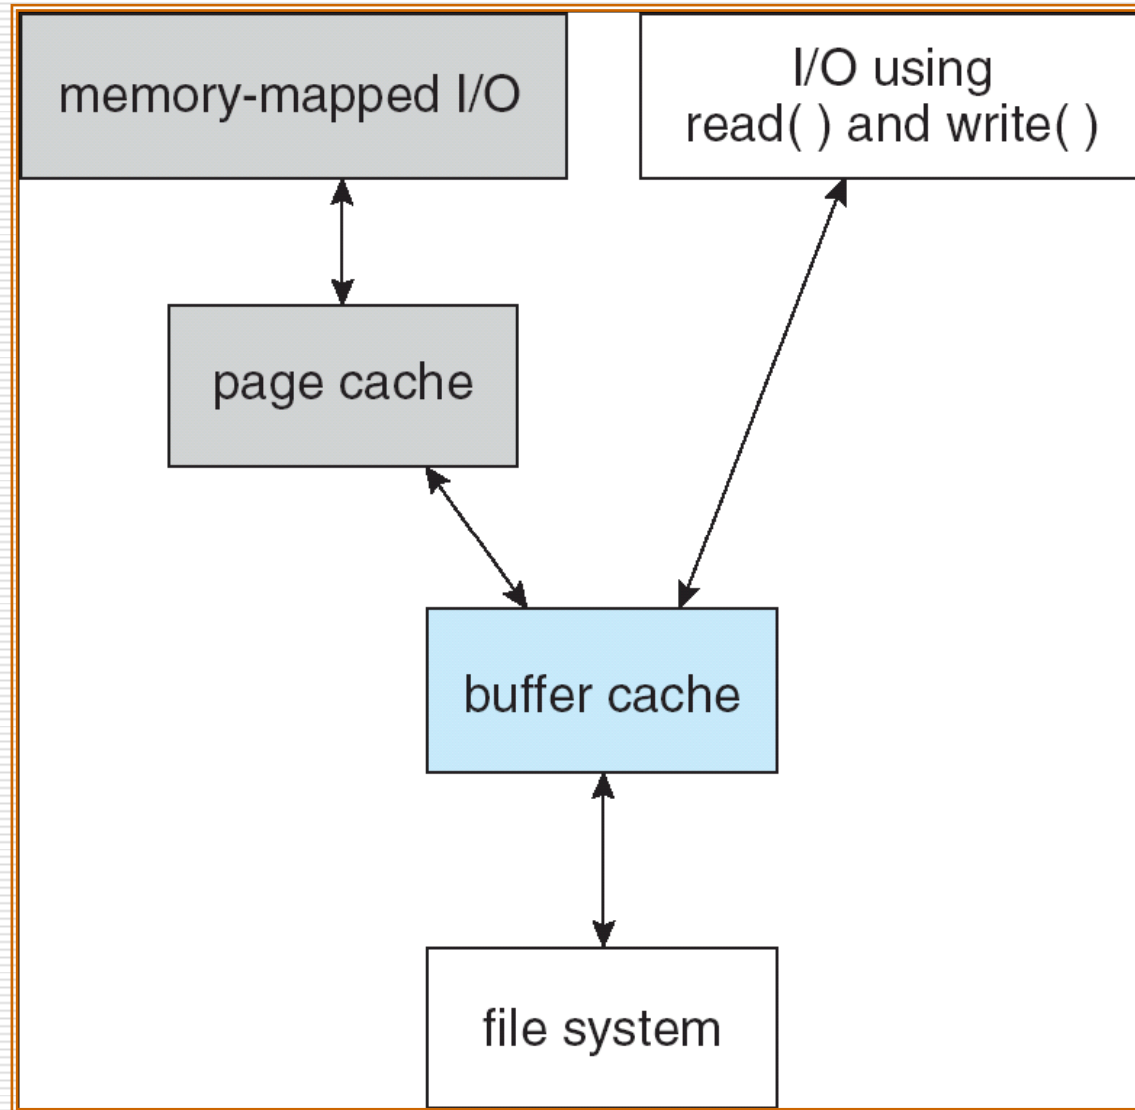 memory-mapped I/O
I/O using
read( ) and write( )
page cache
buffer cache
file system